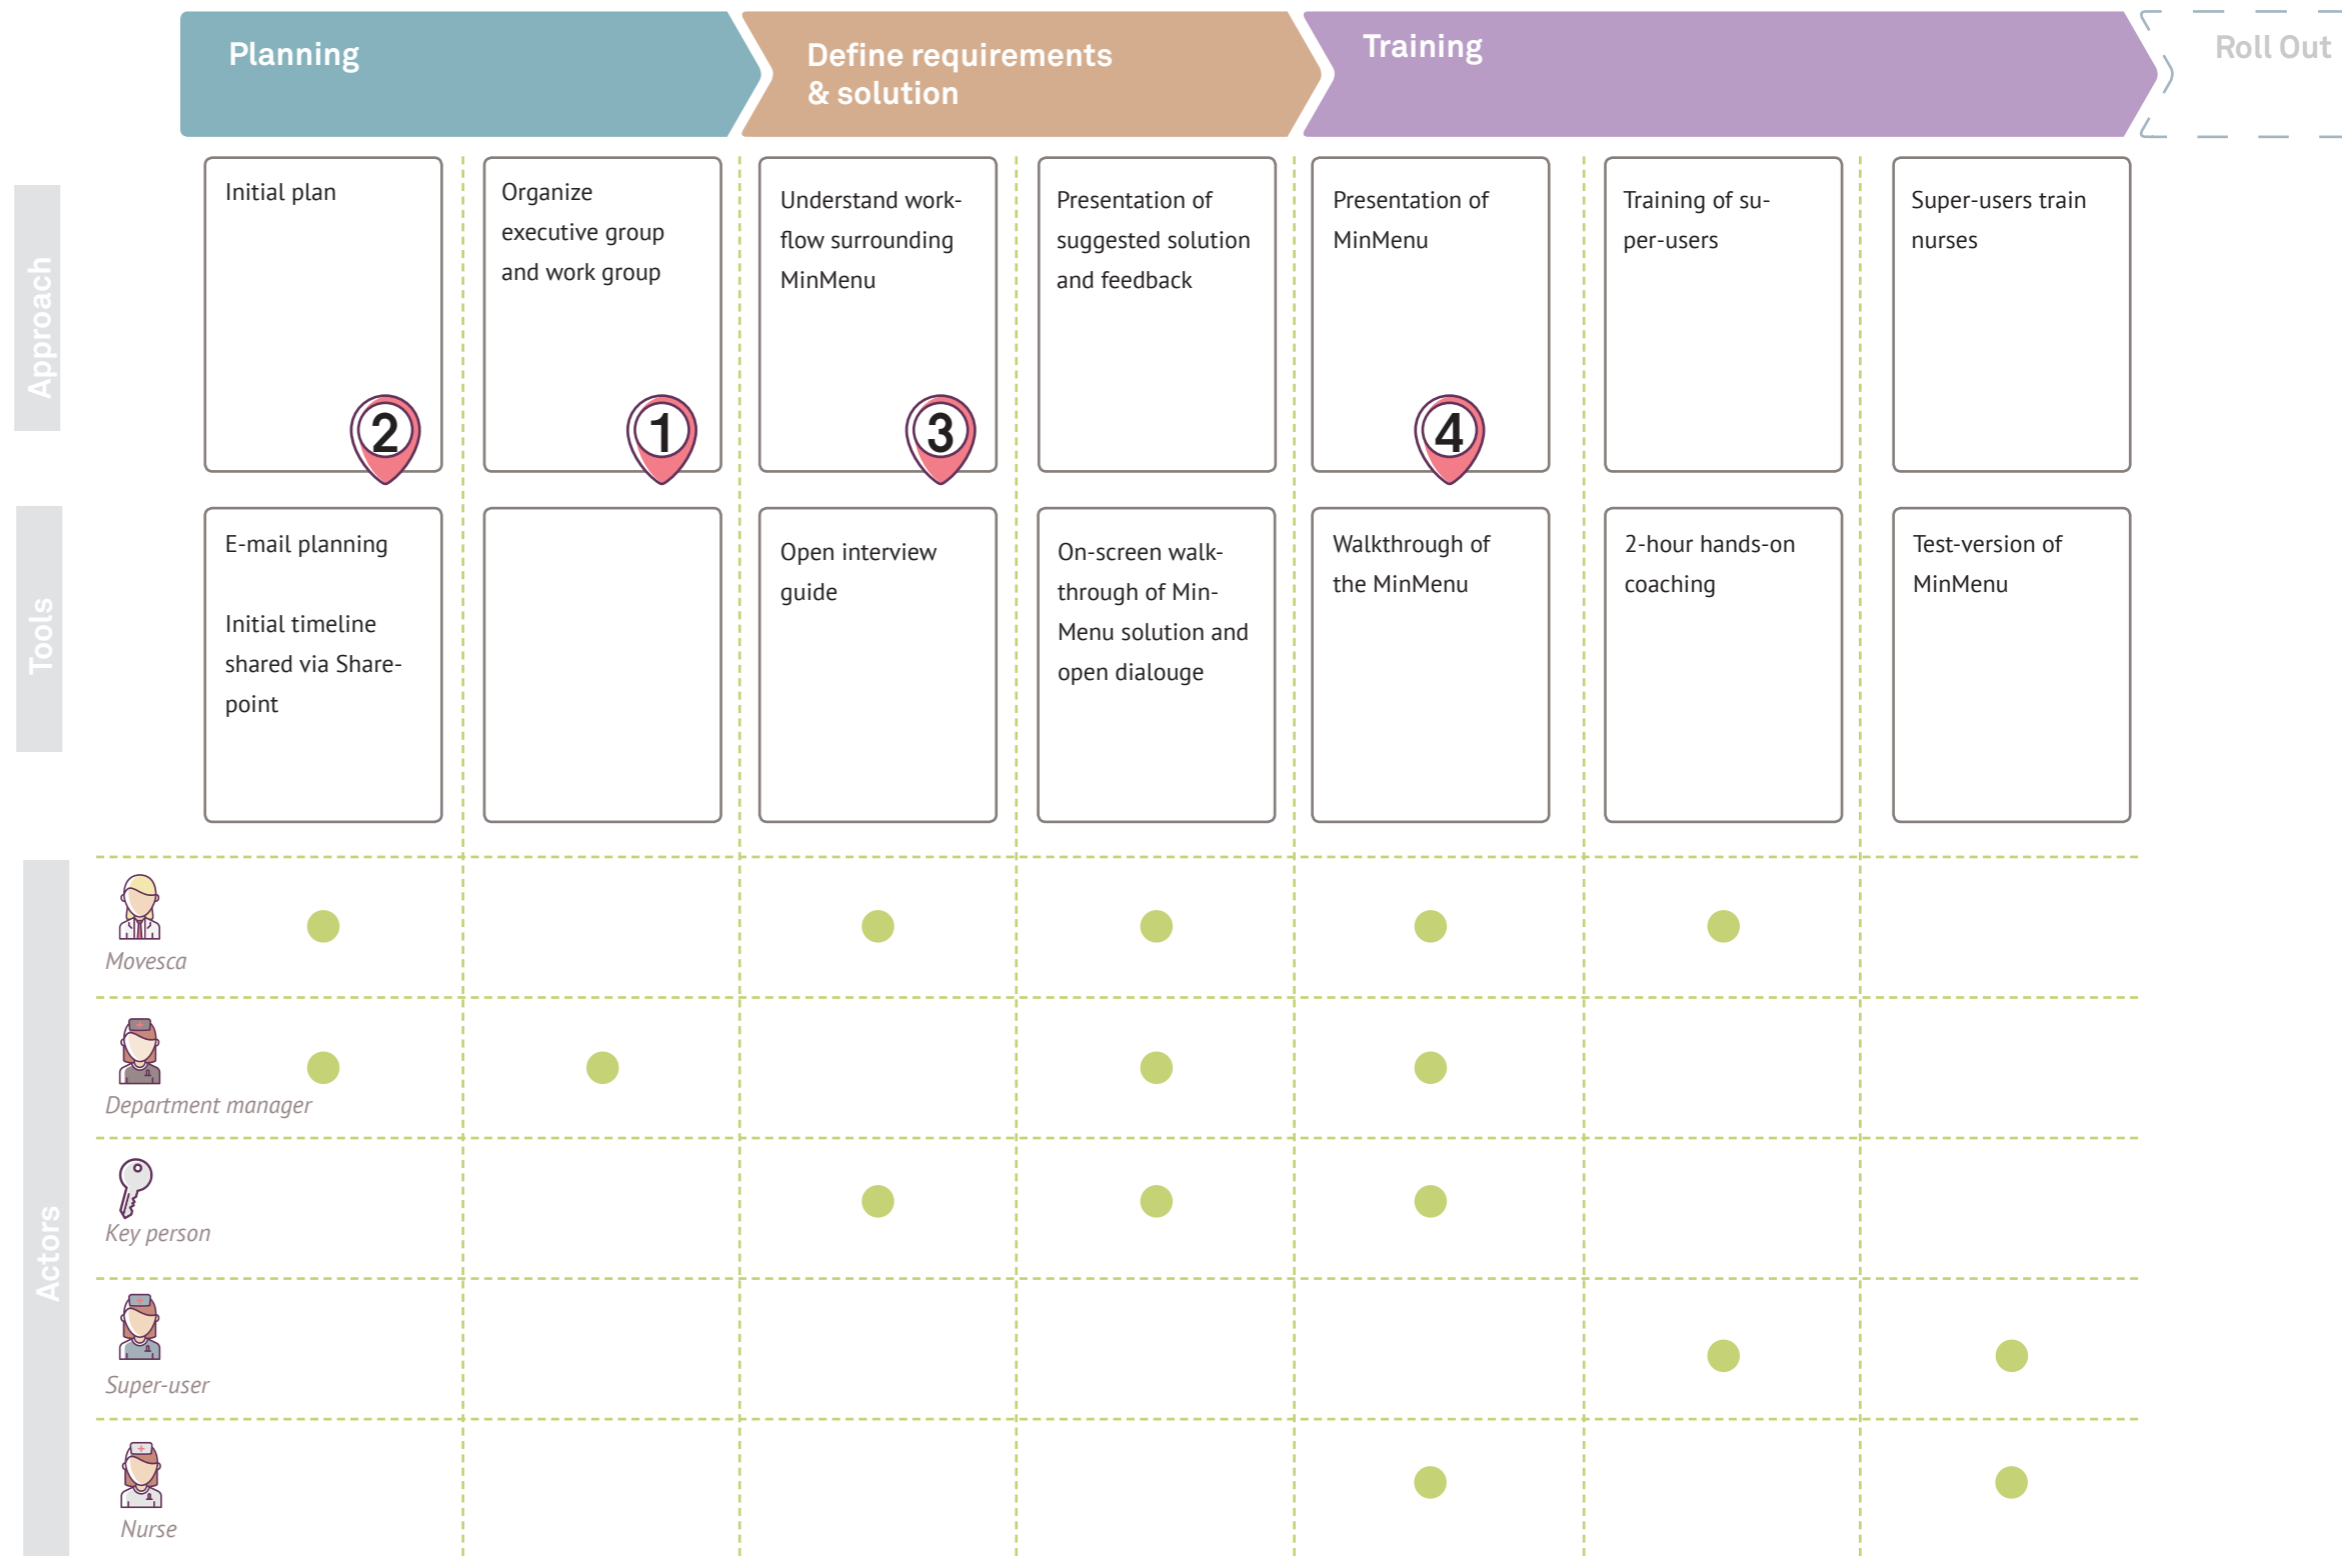 Planning
Define requirements
& solution
Training
Roll Out
Approach
Initial plan
Organize
executive group
and work group
Understand work-
flow surrounding
MinMenu
Presentation of
suggested solution
and feedback
Presentation of
MinMenu
Training of su-
per-users
Super-users train
nurses
2
1
3
4
Tools
E-mail planning
Initial timeline
shared via Share-
point
Open interview
guide
On-screen walk-
through of Min-
Menu solution and
open dialouge
Walkthrough of
the MinMenu
2-hour hands-on
coaching
Test-version of
MinMenu
Actors
Movesca
Department manager
Key person
Super-user
Nurse